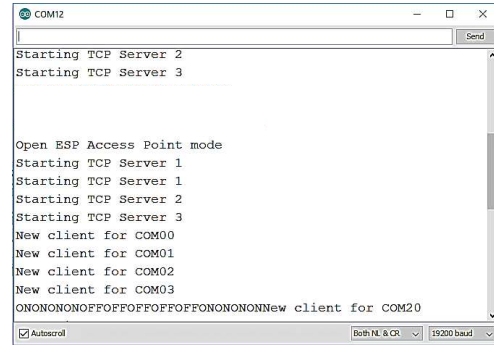 COM12
Send
Starting TCP Server 2
Starting TCP Server 3
Open ESP Access Point mode
Starting TCP Server 1
Starting TCP Server 1
Starting TCP Server 2
Starting TCP Server 3
New client for COM00
New client for COM01
New client for COM02
New client for COM03
ONONONONOFFOFFOFFOFFOFFONONONONNew client for COM20
Autoscroll Both NL & CR 19200 baud